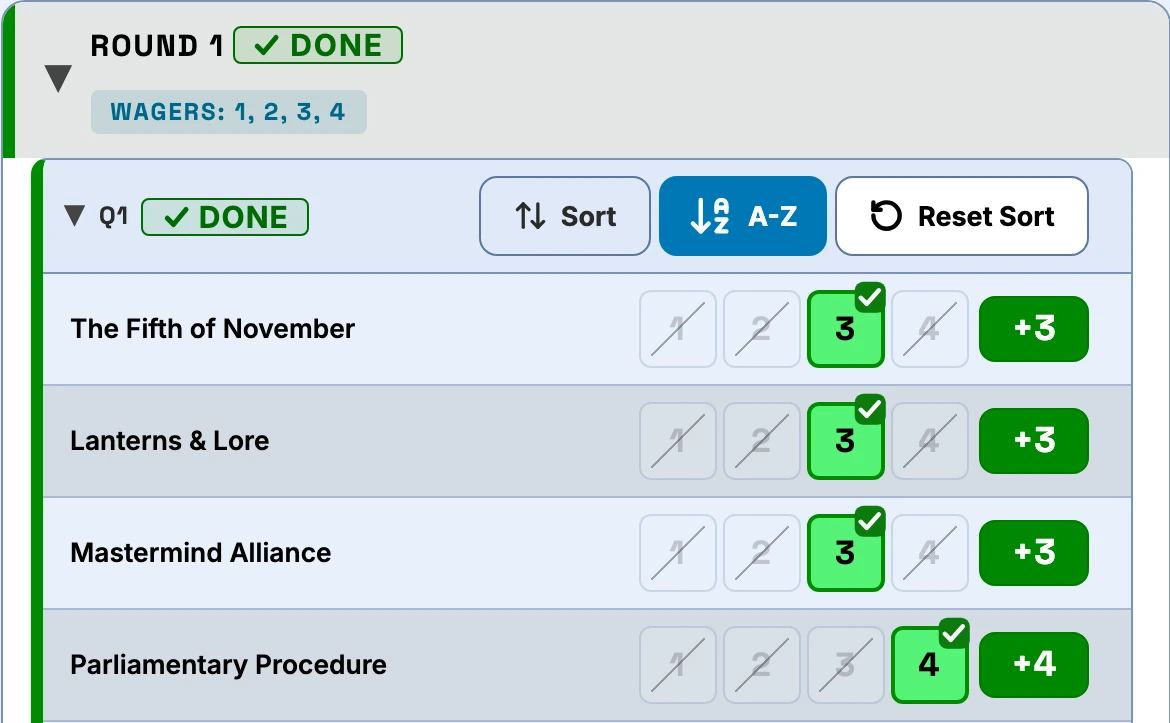 ROUND 1 DONE
WAGERS: 1, 2, 3, 4
Q1 DONE Sort A-Z Reset Sort
The Fifth of November 1 2 3 4 +3
Lanterns & Lore 1 2 3 4 +3
Mastermind Alliance 1 2 3 4 +3
Parliamentary Procedure 1 2 3 4 +4